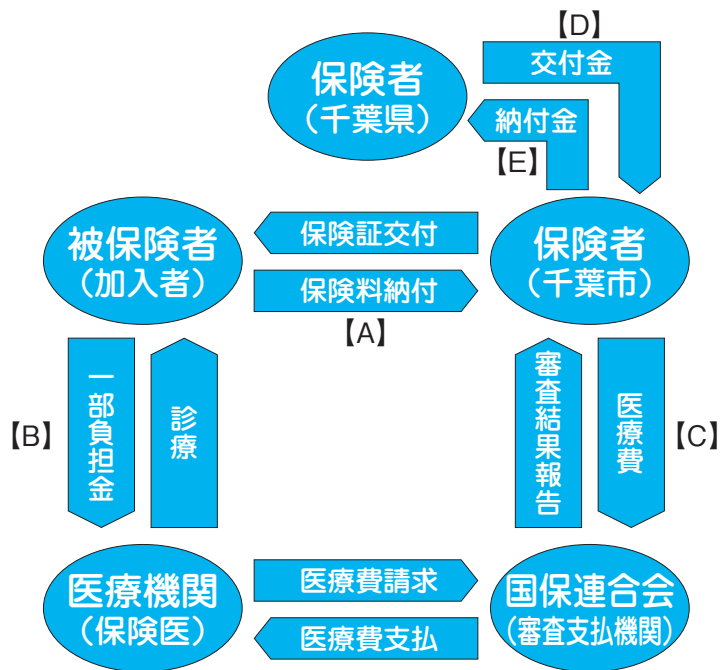 【D】
保険者
（千葉県）
交付金
納付金
【E】
被保険者
（加入者）
保険証交付
保険料納付
【A】
保険者
（千葉市）
【B】
一部負担金
診療
審査結果報告
医療費
【C】
医療機関
（保険医）
医療費請求
医療費支払
国保連合会
（審査支払機関）